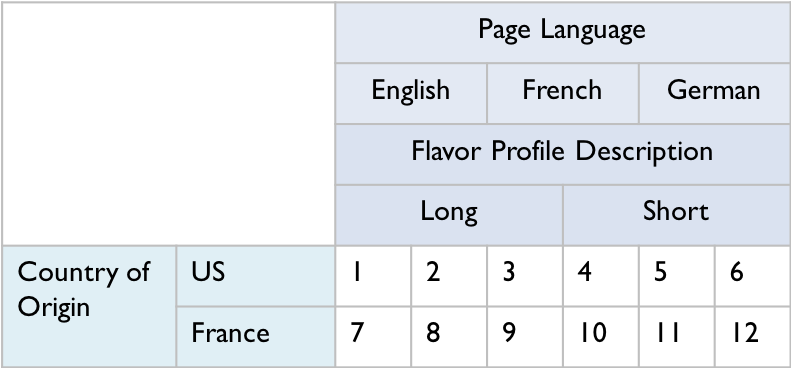 Page Language
English French German
Flavor Profile Description
Long Short
Country of US 1 2 3 4 5 6
Origin
France 7 8 9 10 11 12